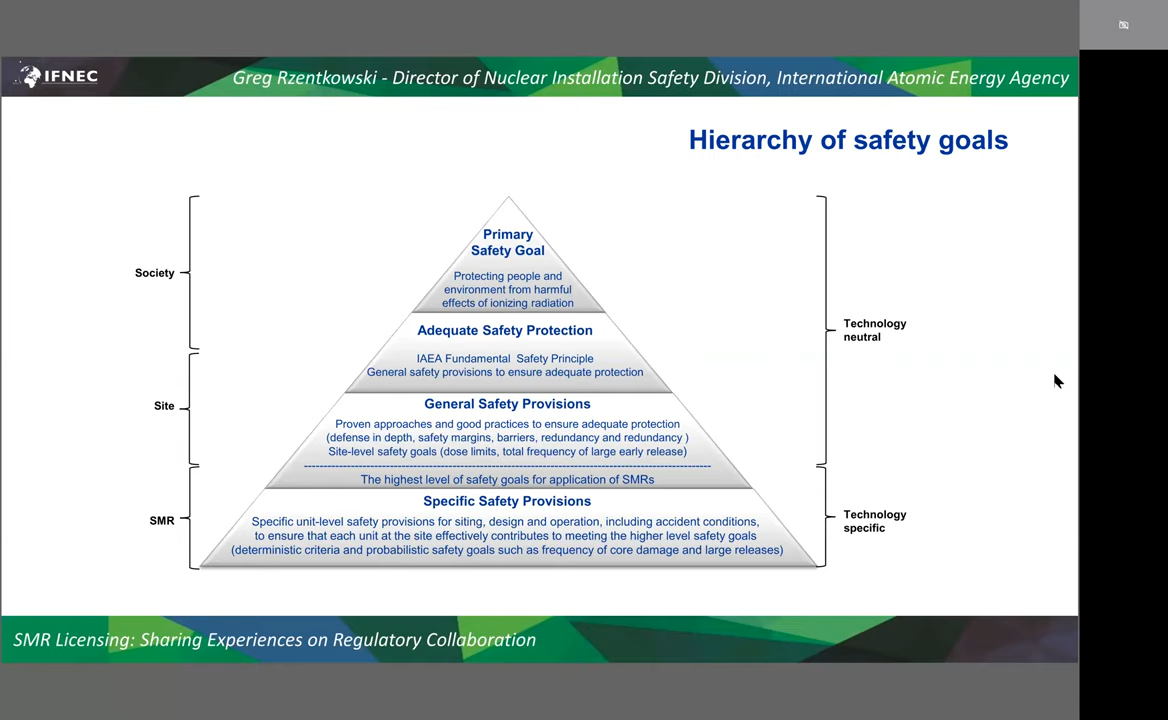 IFNEC
Greg Rzentkowski - Director of Nuclear Installation Safety Division, International Atomic Energy Agency
Hierarchy of safety goals
Society
Site
SMR
Primary
Safety Goal
Protecting people and
environment from harmful
effects of ionizing radiation
Adequate Safety Protection
IAEA Fundamental Safety Principle
General safety provisions to ensure adequate protection
General Safety Provisions
Proven approaches and good practices to ensure adequate protection
(defense in depth, safety margins, barriers, redundancy and redundancy )
Site-level safety goals (dose limits, total frequency of large early release)
The highest level of safety goals for application of SMRs
Specific Safety Provisions
Specific unit-level safety provisions for siting, design and operation, including accident conditions,
to ensure that each unit at the site effectively contributes to meeting the higher level safety goals
(deterministic criteria and probabilistic safety goals such as frequency of core damage and large releases)
Technology
neutral
Technology
specific
SMR Licensing: Sharing Experiences on Regulatory Collaboration